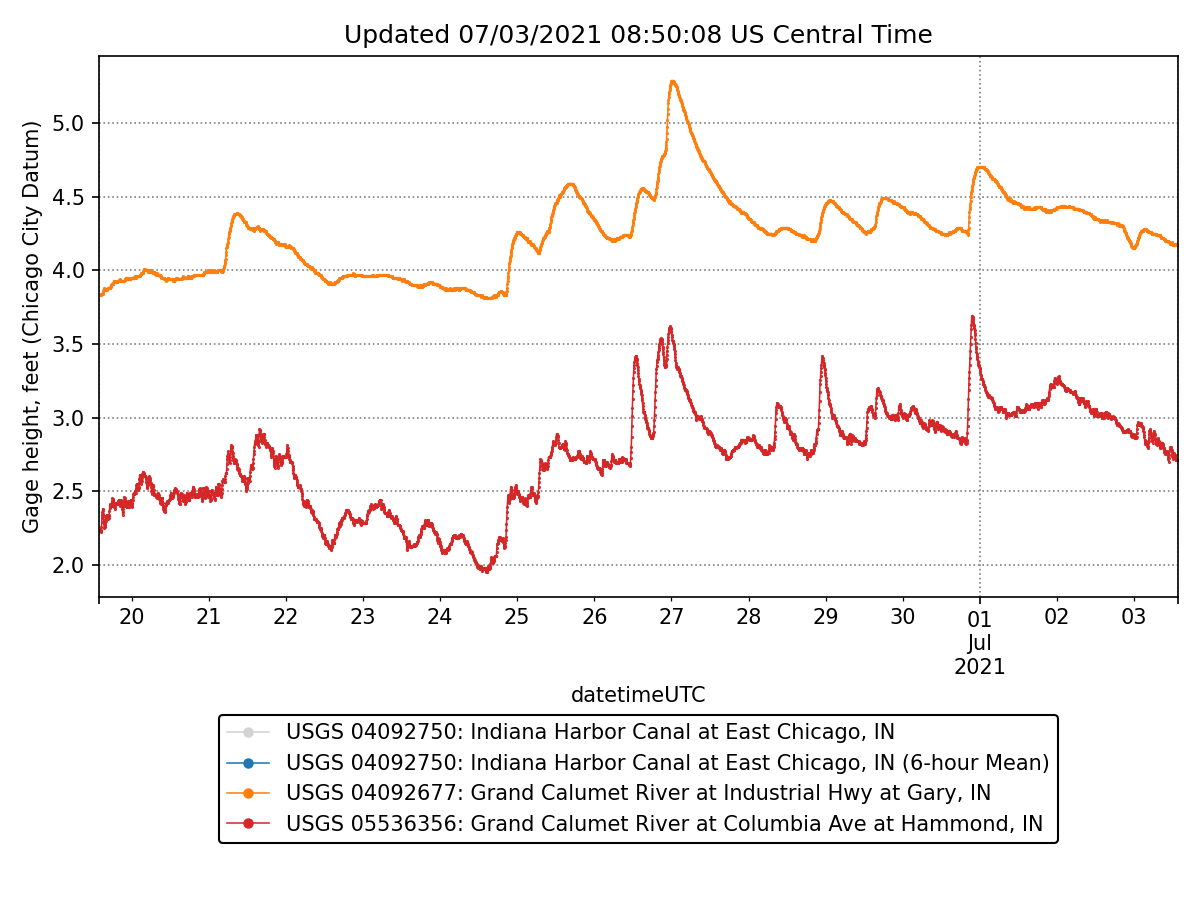 Updated 07/03/2021 08:50:08 US Central Time
Gage height, feet (Chicago City Datum)
5.0
4.5
4.0
3.5
3.0
2.5
2.0
20 21 22 23 24 25 26 27 28 29 30 01 02 03
Jul
2021
datetimeUTC
USGS 04092750: Indiana Harbor Canal at East Chicago, IN
USGS 04092750: Indiana Harbor Canal at East Chicago, IN (6-hour Mean)
USGS 04092677: Grand Calumet River at Industrial Hwy at Gary, IN
USGS 05536356: Grand Calumet River at Columbia Ave at Hammond, IN